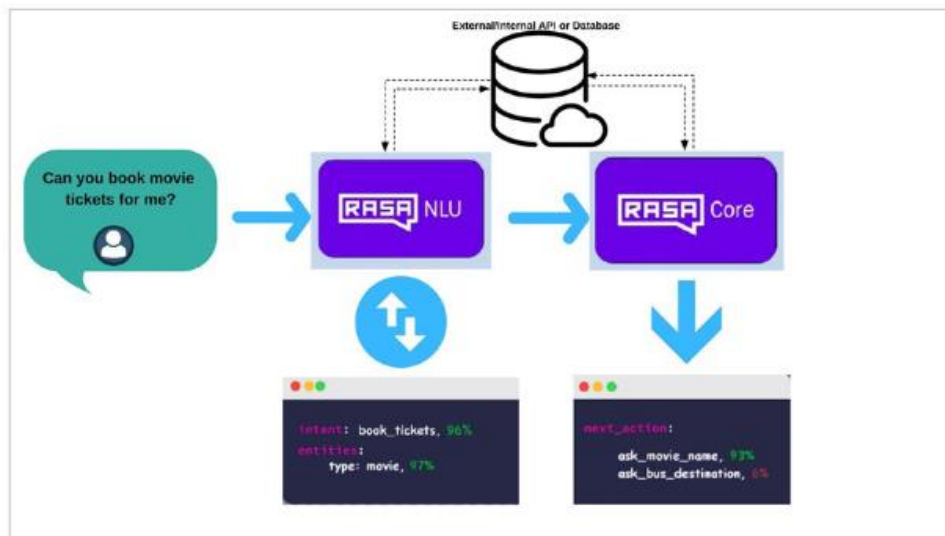 External/Internal API or Database
Can you book movie
tickets for me?
RASA NLU
RASA Core
intent: book_tickets, 96%
entities:
type: movie, 97%
next_action:
ask_movie_name, 93%
ask_bus_destination, 6%